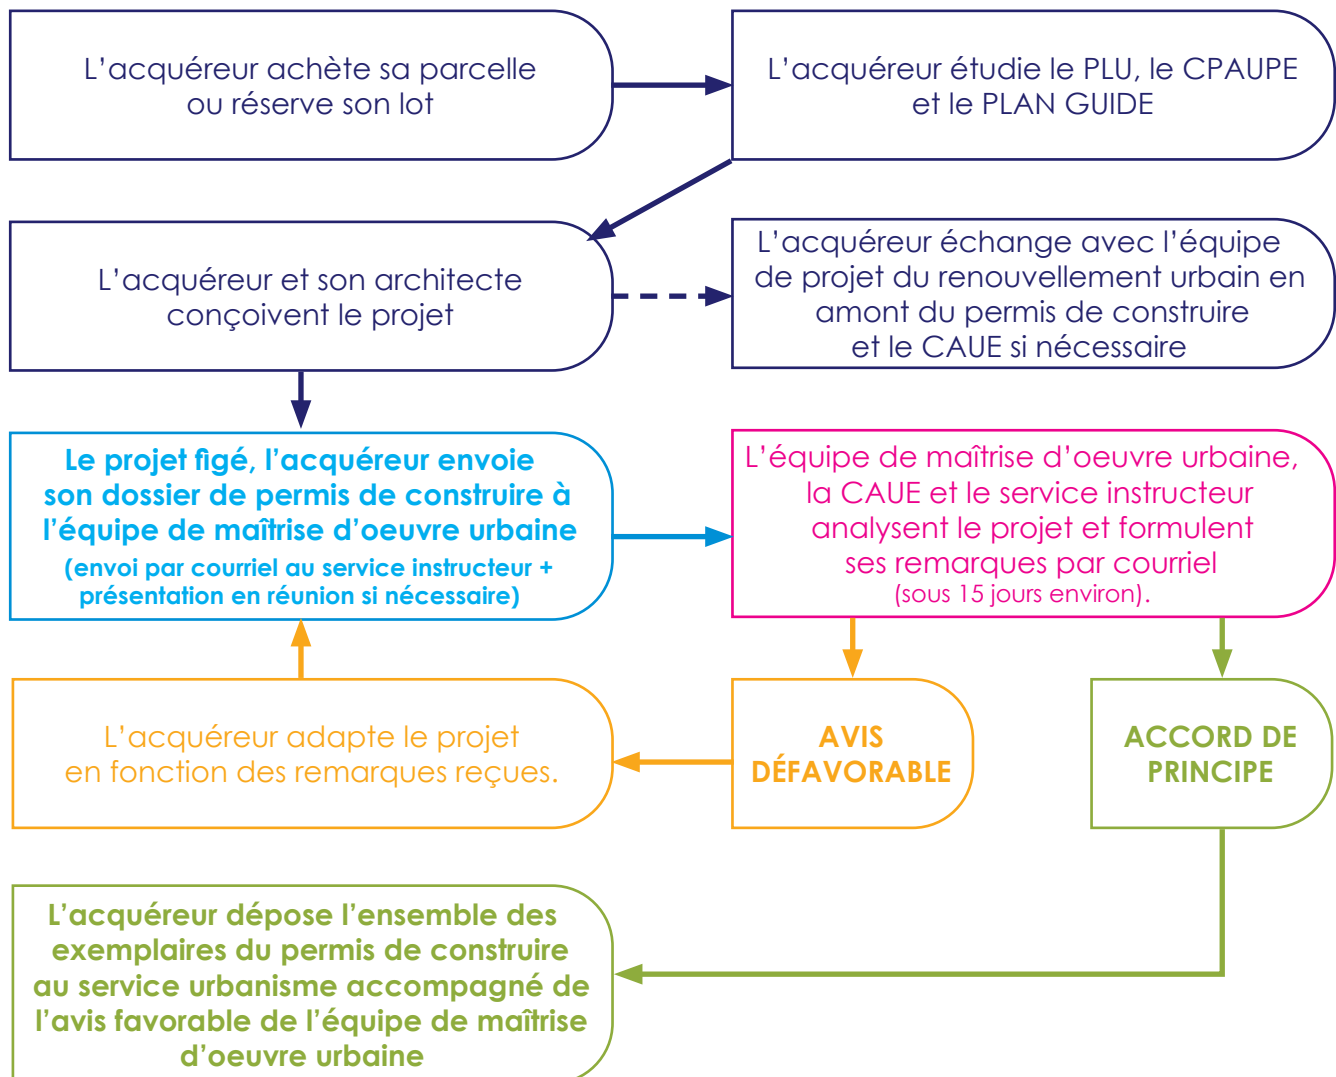 L'acquéreur achète sa parcelle
ou réserve son lot
L'acquéreur étudie le PLU, le CPAUPE
et le PLAN GUIDE
L'acquéreur et son architecte
conçoivent le projet
L'acquéreur échange avec l'équipe
de projet du renouvellement urbain en
amont du permis de construire
et le CAUE si nécessaire
Le projet figé, l'acquéreur envoie
son dossier de permis de construire à
l'équipe de maîtrise d'oeuvre urbaine
(envoi par courriel au service instructeur +
présentation en réunion si nécessaire)
L'équipe de maîtrise d'oeuvre urbaine,
la CAUE et le service instructeur
analysent le projet et formulent
ses remarques par courriel
(sous 15 jours environ).
L'acquéreur adapte le projet
en fonction des remarques reçues.
AVIS
DÉFAVORABLE
ACCORD DE
PRINCIPE
L'acquéreur dépose l'ensemble des
exemplaires du permis de construire
au service urbanisme accompagné de
l'avis favorable de l'équipe de maîtrise
d'oeuvre urbaine